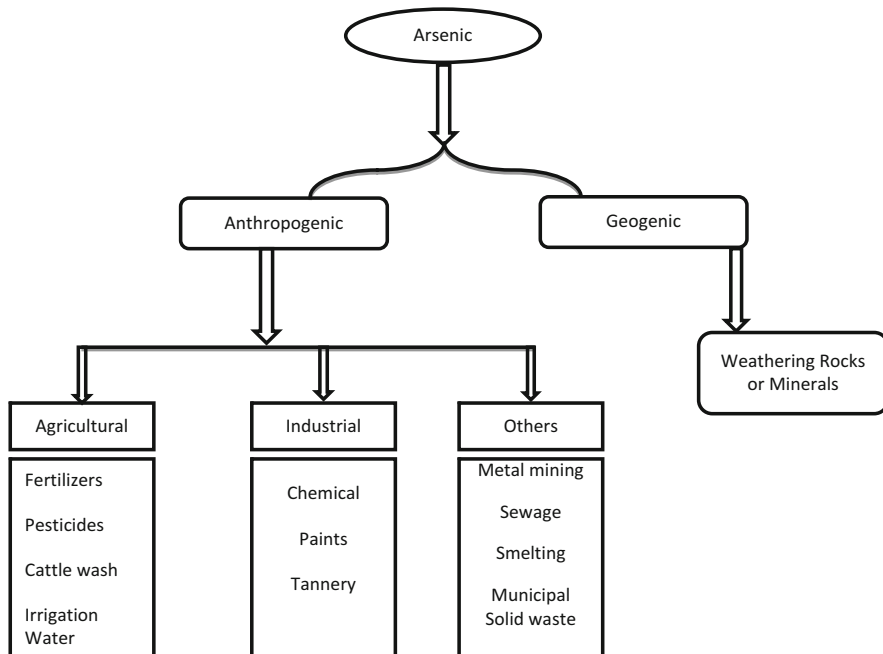 Arsenic
Anthropogenic
Geogenic
Weathering Rocks
or Minerals
Agricultural
Industrial
Others
Fertilizers
Pesticides
Cattle wash
Irrigation
Water
Chemical
Paints
Tannery
Metal mining
Sewage
Smelting
Municipal
Solid waste